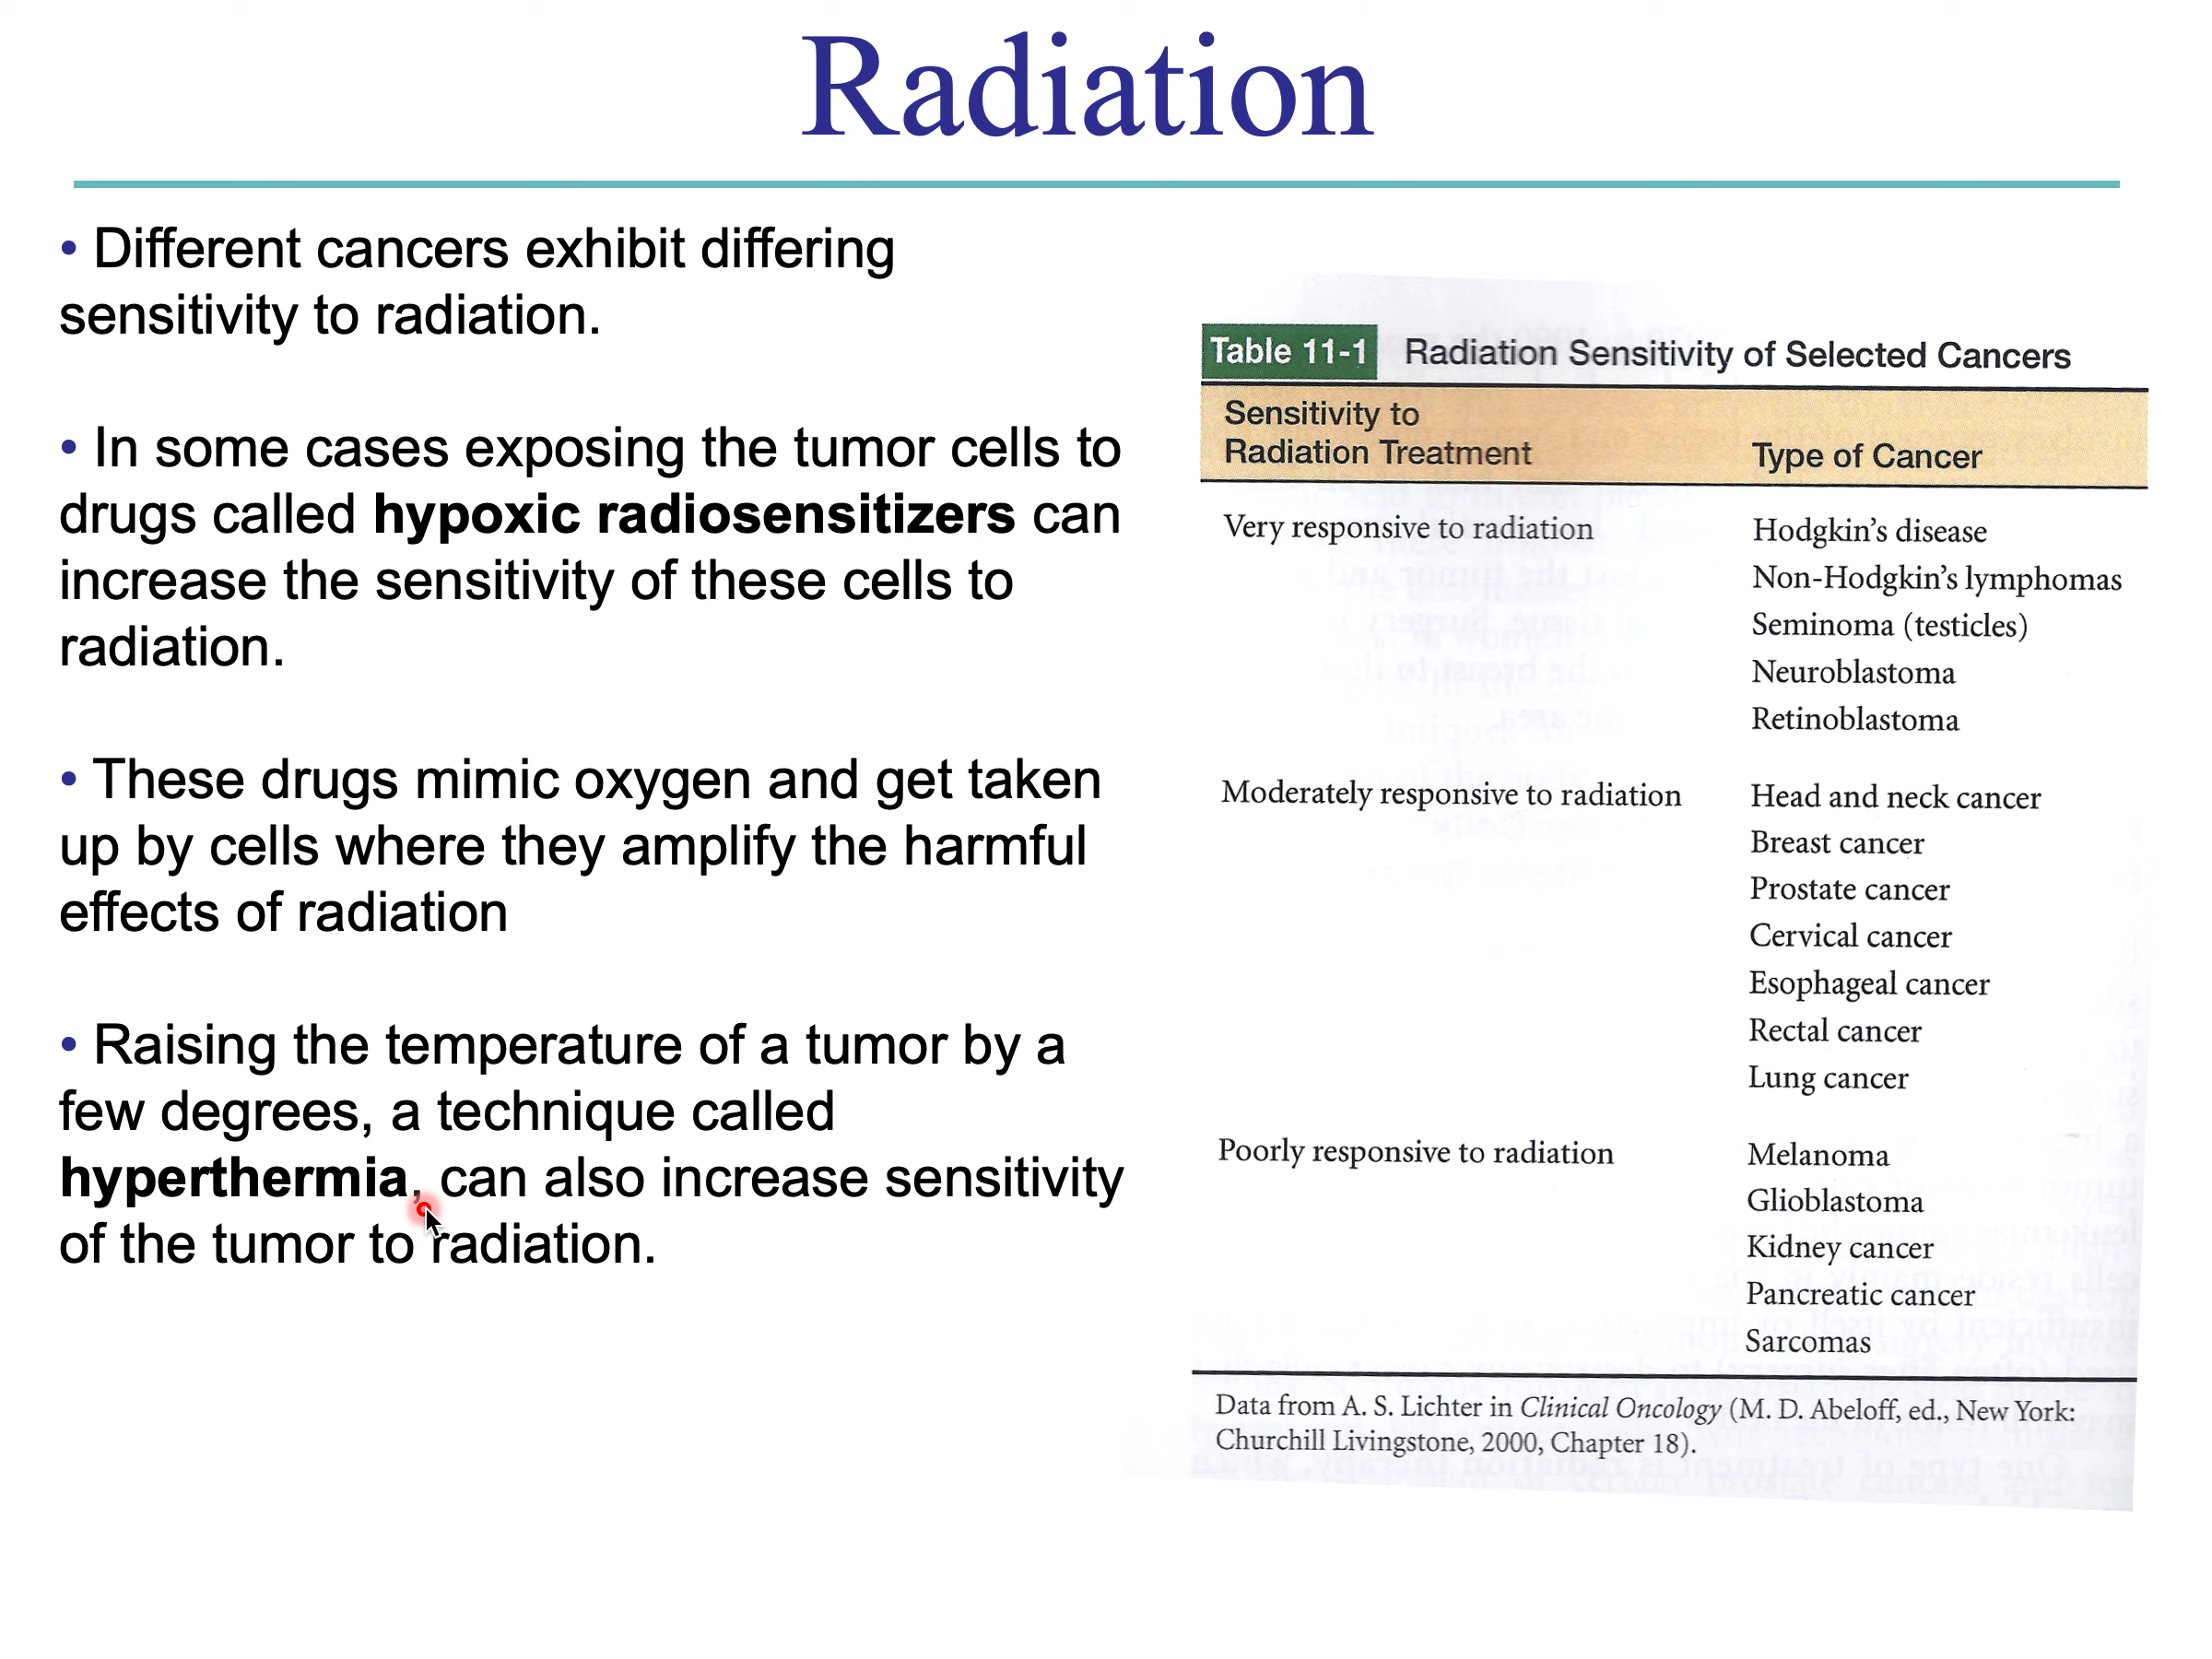 Radiation
• Different cancers exhibit differing
sensitivity to radiation.
• In some cases exposing the tumor cells to
drugs called hypoxic radiosensitizers can
increase the sensitivity of these cells to
radiation.
• These drugs mimic oxygen and get taken
up by cells where they amplify the harmful
effects of radiation
• Raising the temperature of a tumor by a
few degrees, a technique called
hyperthermia, can also increase sensitivity
of the tumor to radiation.
Table 11-1 Radiation Sensitivity of Selected Cancers
Sensitivity to
Radiation Treatment Type of Cancer
Very responsive to radiation Hodgkin's disease
Non-Hodgkin's lymphomas
Seminoma (testicles)
Neuroblastoma
Retinoblastoma
Moderately responsive to radiation Head and neck cancer
Breast cancer
Prostate cancer
Cervical cancer
Esophageal cancer
Rectal cancer
Lung cancer
Poorly responsive to radiation Melanoma
Glioblastoma
Kidney cancer
Pancreatic cancer
Sarcomas
Data from A. S. Lichter in Clinical Oncology (M. D. Abeloff, ed., New York:
Churchill Livingstone, 2000, Chapter 18).